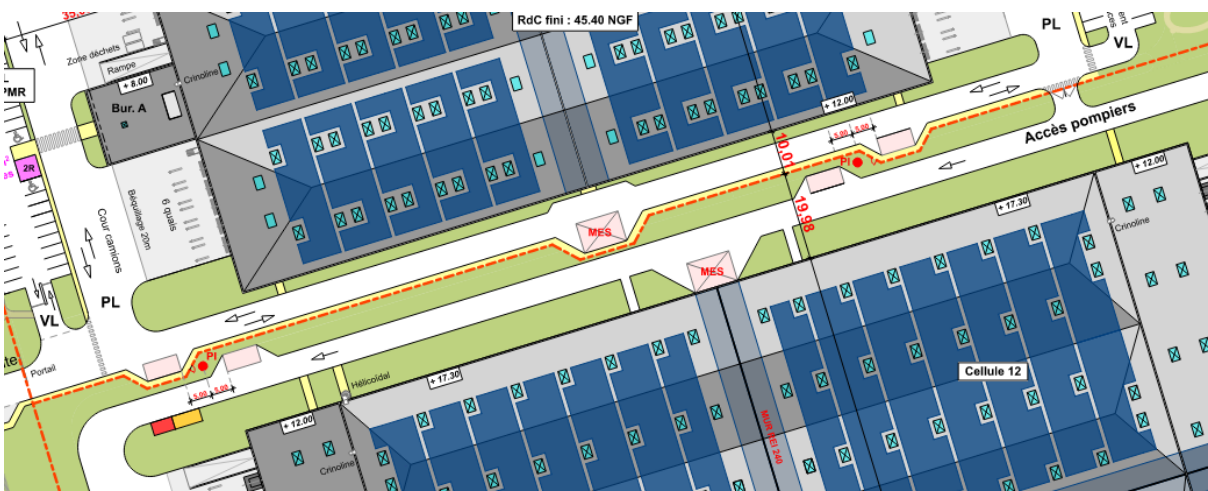 35.0
RdC fini : 45.40 NGF
PL
VL
Zone déchets
Rampe
Crinoline
+ 8.00
PMR
Bur. A
2R
+ 12.00
5.00
5.00
Accès pompiers
10.01
PI
+ 12.00
6 quais
Béquillage 20m
Cour camions
19.98
+ 17.30
Crinoline
MES
MES
PL
VL
Portail
PI
5.00
5.00
Hélicoïdal
+ 17.30
Cellule 12
+ 12.00
MUR REI 240
Crinoline